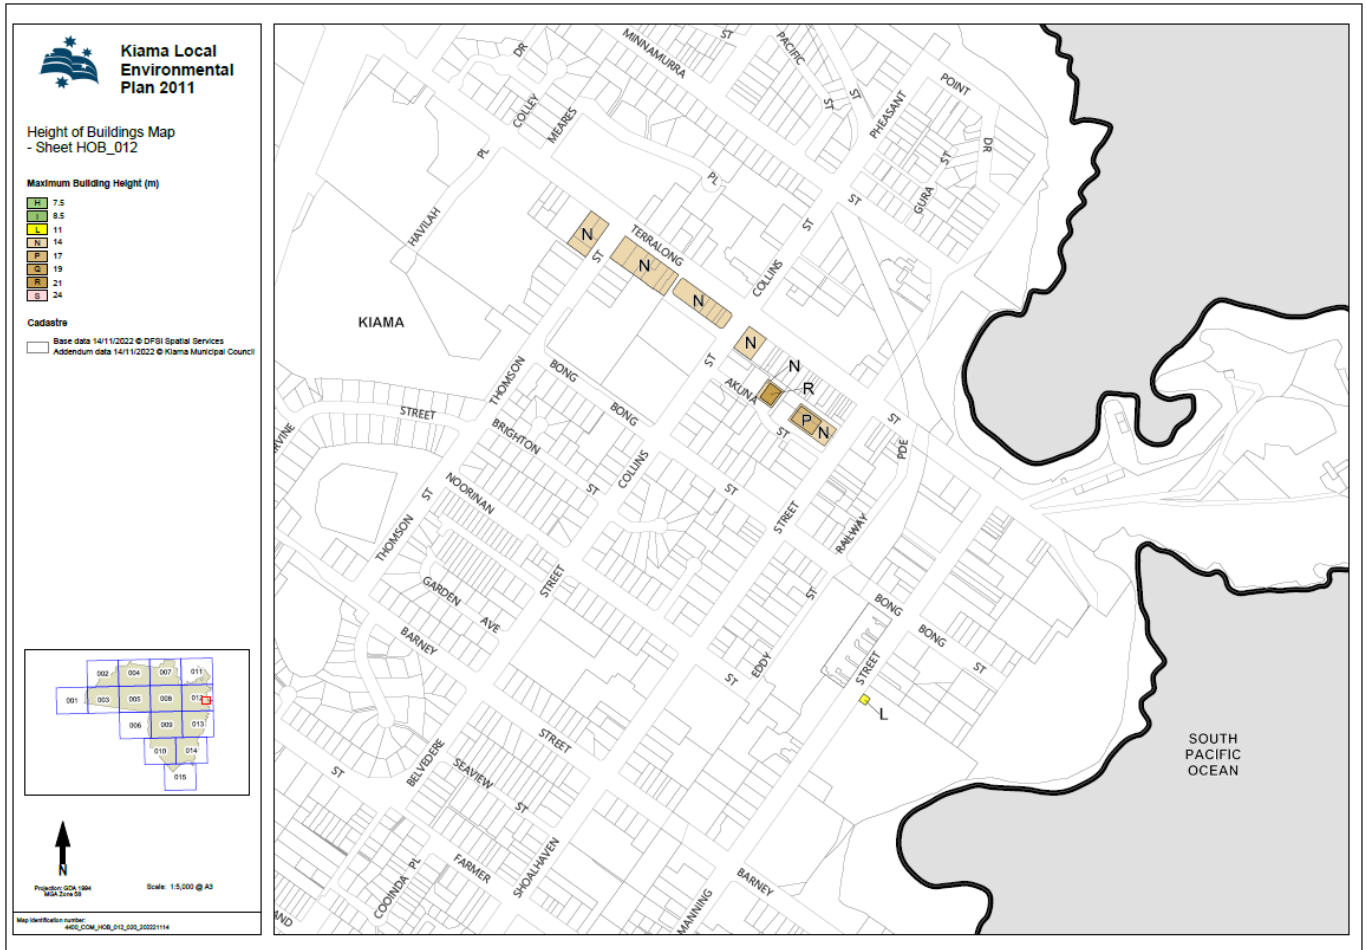 Kiama Local
Environmental
Plan 2011
Height of Buildings Map
- Sheet HOB_012
Maximum Building Height (m)
H 7.5
I 8.5
L 11
N 14
P 17
Q 19
R 21
S 24
Cadastre
Base data 14/11/2022 © DFSI Spatial Services
Addendum data 14/11/2022 © Kiama Municipal Council
002 004 007 011
001 003 005 008 012
006 009 013
010 014
015
N
Projection: GDA 1994
MGA Zone 56
Scale: 1:5,000 @ A3
Map identification number:
4400_COM_HOB_012_020_20221114
DR
COLLEY
MEARES
PL
HAVILAH
MINNAMURRA
ST
PACIFIC
ST
ST
PHEASANT
POINT
DR
ST
GURA
PL
ST
ST
COLLINS
TERRALONG
N
ST
N
N
N
N
R
P N
KIAMA
ST
AKUNA
ST
ST
PDE
THOMSON
BONG
BONG
STREET
IRVINE
BRIGHTON
ST
COLLINS
ST
NOORINAN
ST
THOMSON
STREET
RAILWAY
GARDEN
AVE
STREET
BARNEY
ST
BONG
BONG
ST
EDDY
ST
STREET
L
SOUTH
PACIFIC
OCEAN
STREET
BELVEDERE
SEAVIEW
ST
ST
COOINDA
PL
FARMER
SHOALHAVEN
MANNING
BARNEY
AND